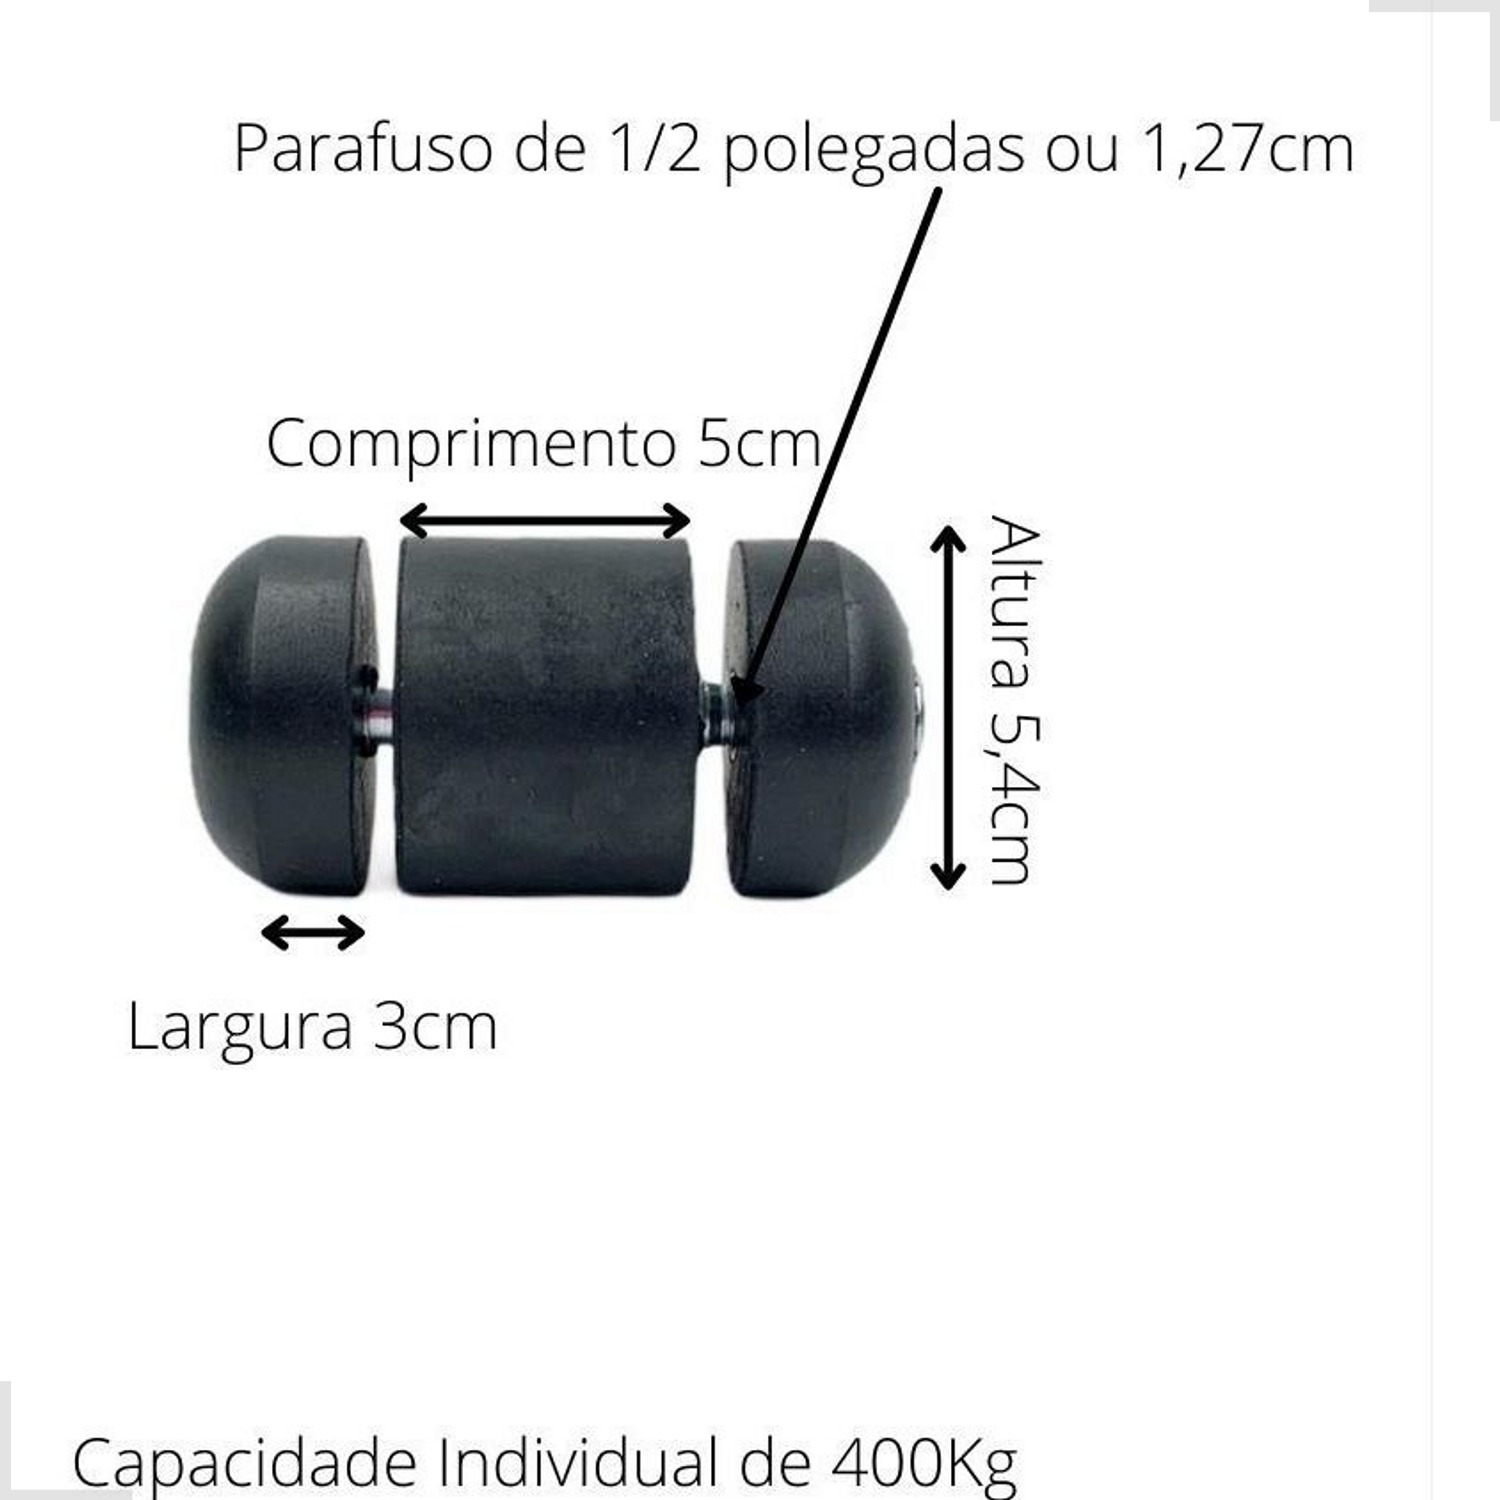 Parafuso de 1/2 polegadas ou 1,27cm
Comprimento 5cm
Altura 5,4cm
Largura 3cm
Capacidade Individual de 400Kg